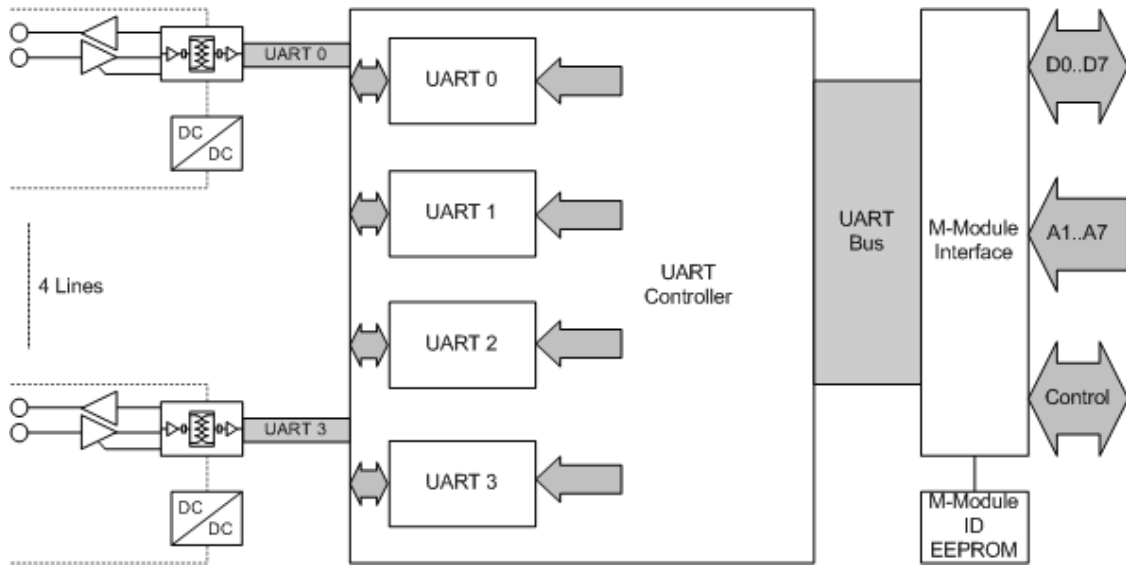 UART 0
UART 0
D0..D7
DC
DC
UART 1
UART
Bus
M-Module
Interface
A1..A7
4 Lines
UART
Controller
UART 2
Control
UART 3
UART 3
DC
DC
M-Module
ID
EEPROM